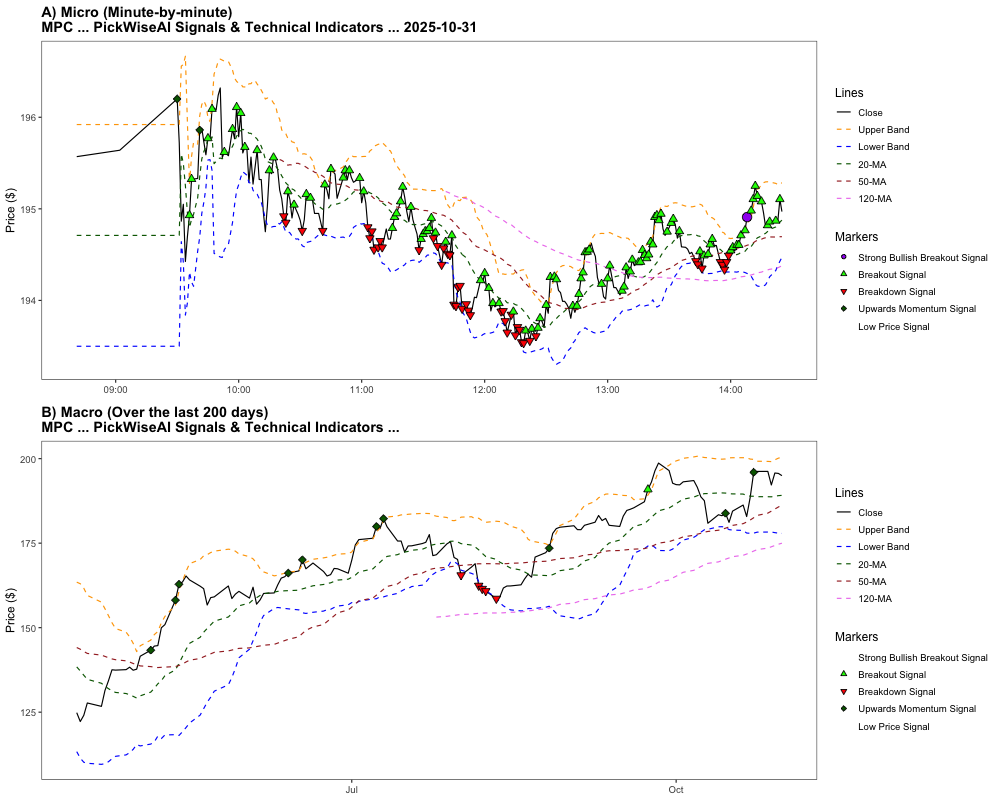 A) Micro (Minute-by-minute)
MPC ... PickWiseAI Signals & Technical Indicators ... 2025-10-31
Price ($)
196
195
194
09:00
10:00
11:00
12:00
13:00
14:00
Lines
Close
Upper Band
Lower Band
20-MA
50-MA
120-MA
Markers
Strong Bullish Breakout Signal
Breakout Signal
Breakdown Signal
Upwards Momentum Signal
Low Price Signal
B) Macro (Over the last 200 days)
MPC ... PickWiseAI Signals & Technical Indicators ...
Price ($)
200
175
150
125
Jul
Oct
Lines
Close
Upper Band
Lower Band
20-MA
50-MA
120-MA
Markers
Strong Bullish Breakout Signal
Breakout Signal
Breakdown Signal
Upwards Momentum Signal
Low Price Signal